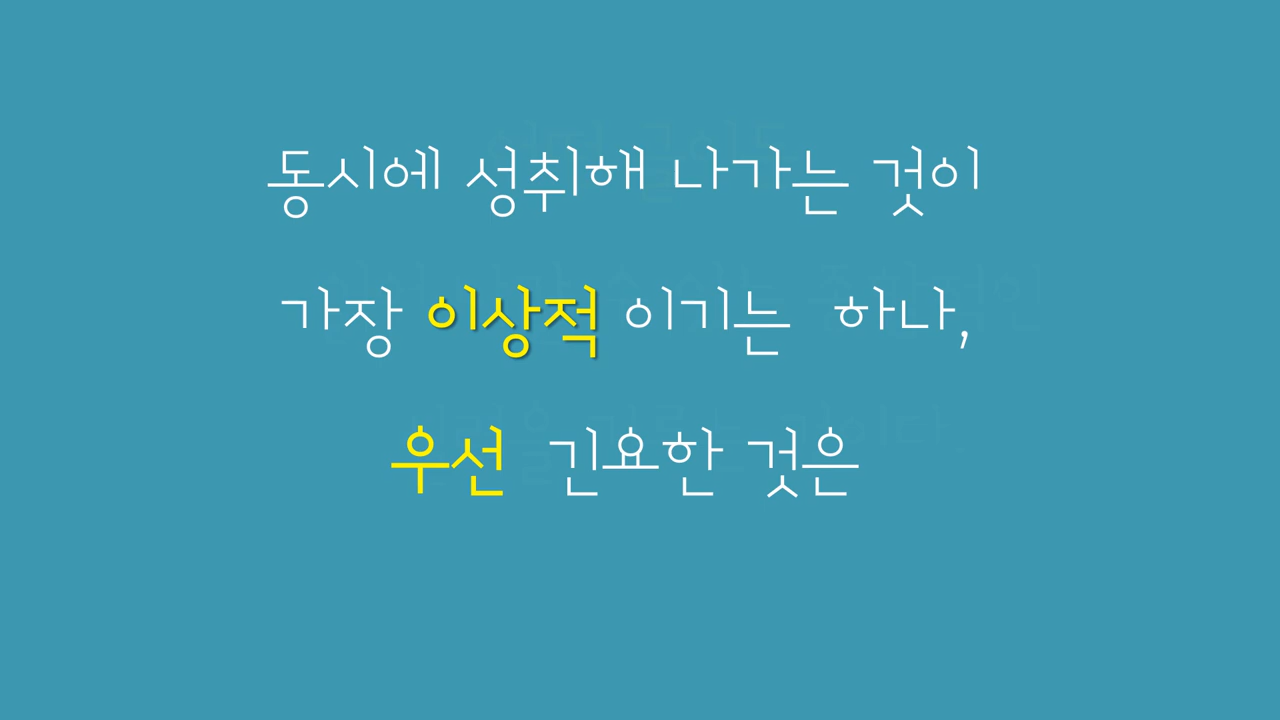 동시에 성취해 나가는 것이
가장 이상적 이기는 하나,
우선 긴요한 것은